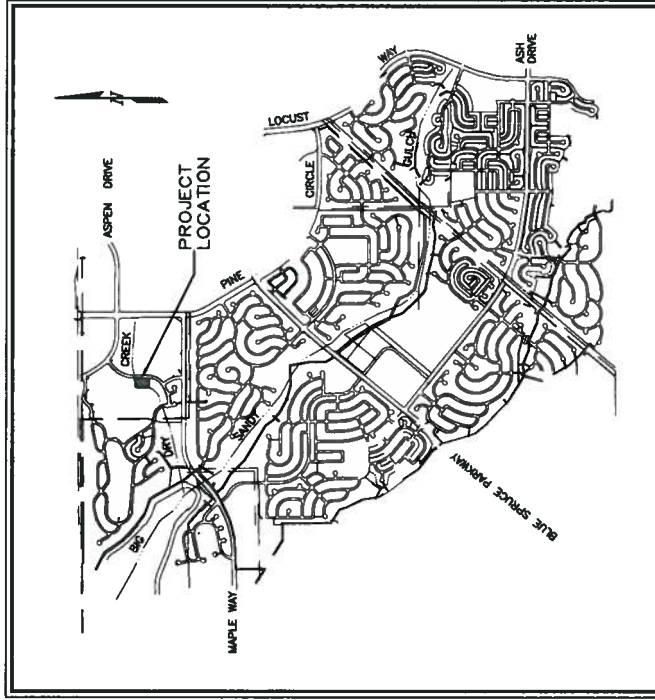 WAY
ASH
DRIVE
LOCUST
GULCH
CIRCLE
N
ASPEN DRIVE
PROJECT
LOCATION
PINE
CREEK
SANDY
DRY
BIG
BLUE SPRUCE PARKWAY
MAPLE WAY